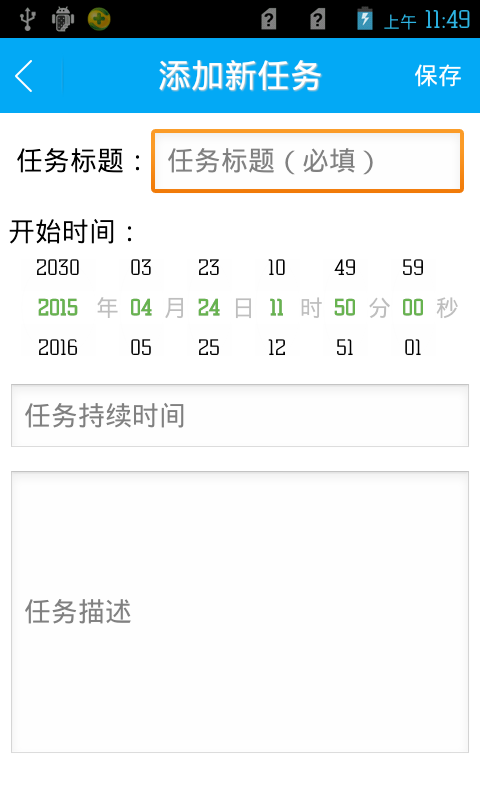 上午 11:49
添加新任务 保存
任务标题： 任务标题（必填）
开始时间：
2030 03 23 10 49 59
2015 年 04 月 24 日 11 时 50 分 00 秒
2016 05 25 12 51 01
任务持续时间
任务描述